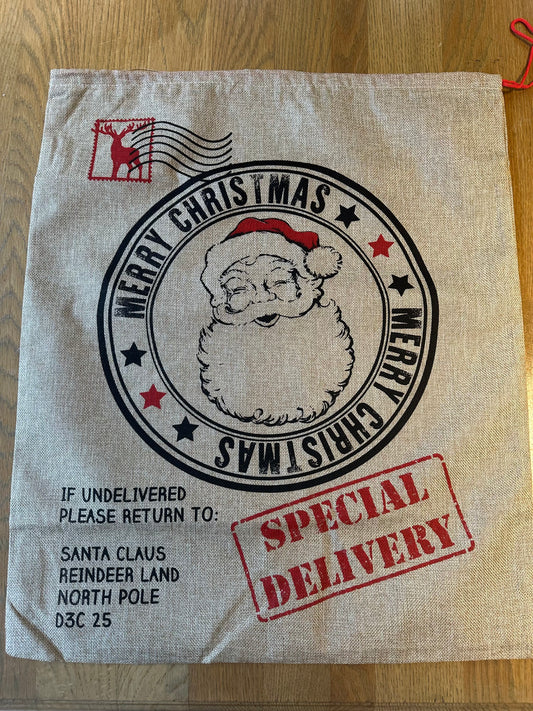 MERRY CHRISTMAS
MERRY CHRISTMAS
IF UNDELIVERED
PLEASE RETURN TO:
SANTA CLAUS
REINDEER LAND
NORTH POLE
D3C 25
SPECIAL
DELIVERY